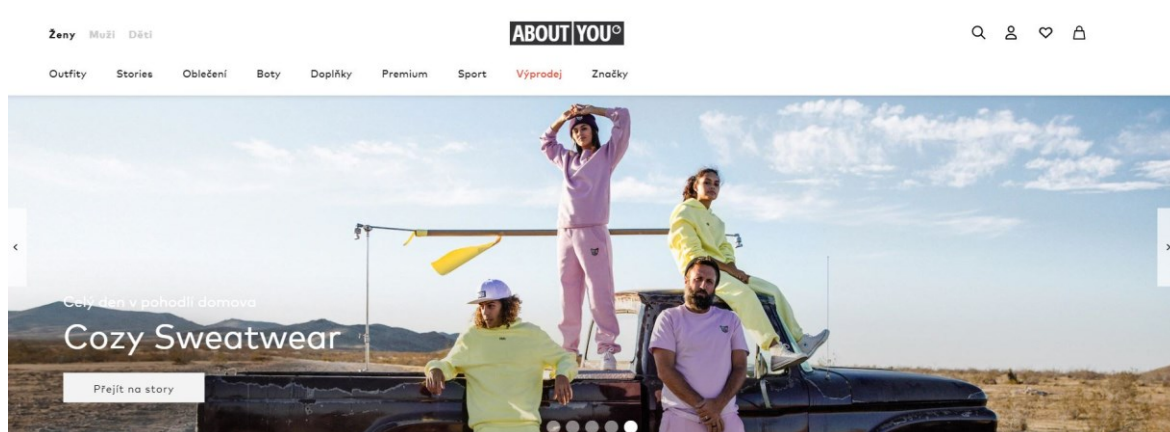 Ženy Muži Děti
ABOUT YOU
Outfity Stories Oblečení Boty Doplňky Premium Sport Výprodej Značky
Celý den v pohodlí domova
Cozy Sweatwear
Přejít na story